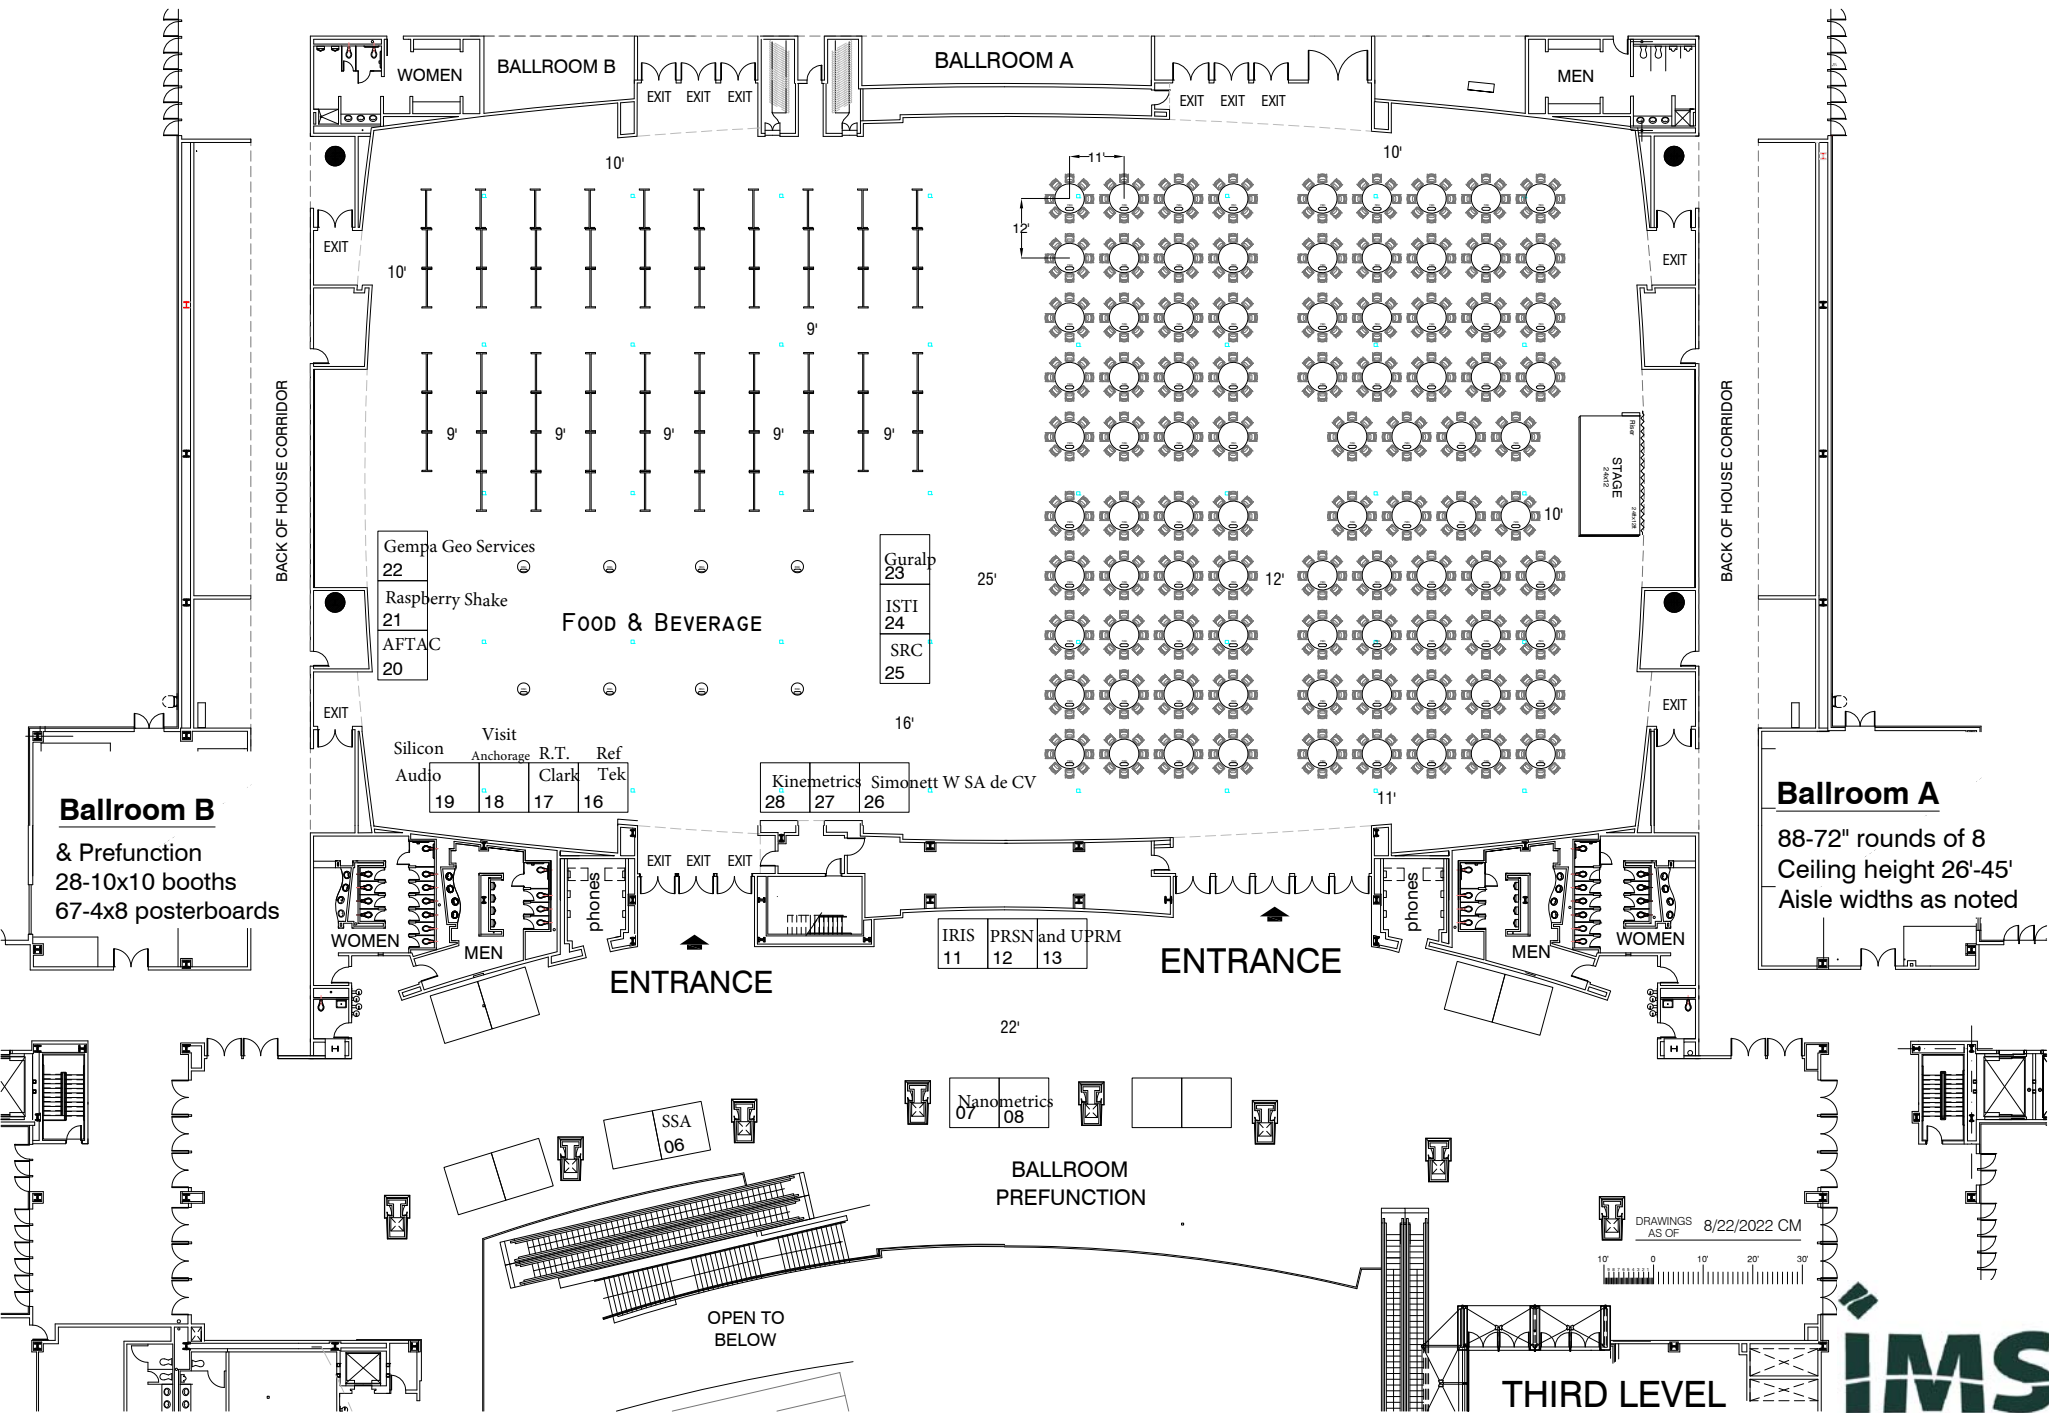 WOMEN
BALLROOM B
EXIT EXIT EXIT
BALLROOM A
EXIT EXIT EXIT
MEN
10'
11'
10'
12'
EXIT
10'
EXIT
9'
9' 9' 9' 9' 9'
BACK OF HOUSE CORRIDOR
BACK OF HOUSE CORRIDOR
Riser
STAGE
24x12
10'
Gempa Geo Services
22
Raspberry Shake
21
AFTAC
20
FOOD & BEVERAGE
Guralp
23
ISTI
24
SRC
25
25'
12'
16'
EXIT
EXIT
Silicon
Audio
19
Visit
Anchorage
18
R.T.
Clark
17
Ref
Tek
16
Kinemetrics
28 27
Simonett W SA de CV
26
11'
Ballroom B
& Prefunction
28-10x10 booths
67-4x8 posterboards
Ballroom A
88-72" rounds of 8
Ceiling height 26'-45'
Aisle widths as noted
EXIT EXIT EXIT
phones
phones
WOMEN
MEN
MEN
WOMEN
ENTRANCE
ENTRANCE
IRIS
11
PRSN and UPRM
12 13
22'
Nanometrics
07 08
SSA
06
BALLROOM
PREFUNCTION
OPEN TO
BELOW
DRAWINGS
AS OF
8/22/2022 CM
10' 0 10' 20' 30'
THIRD LEVEL
IMS